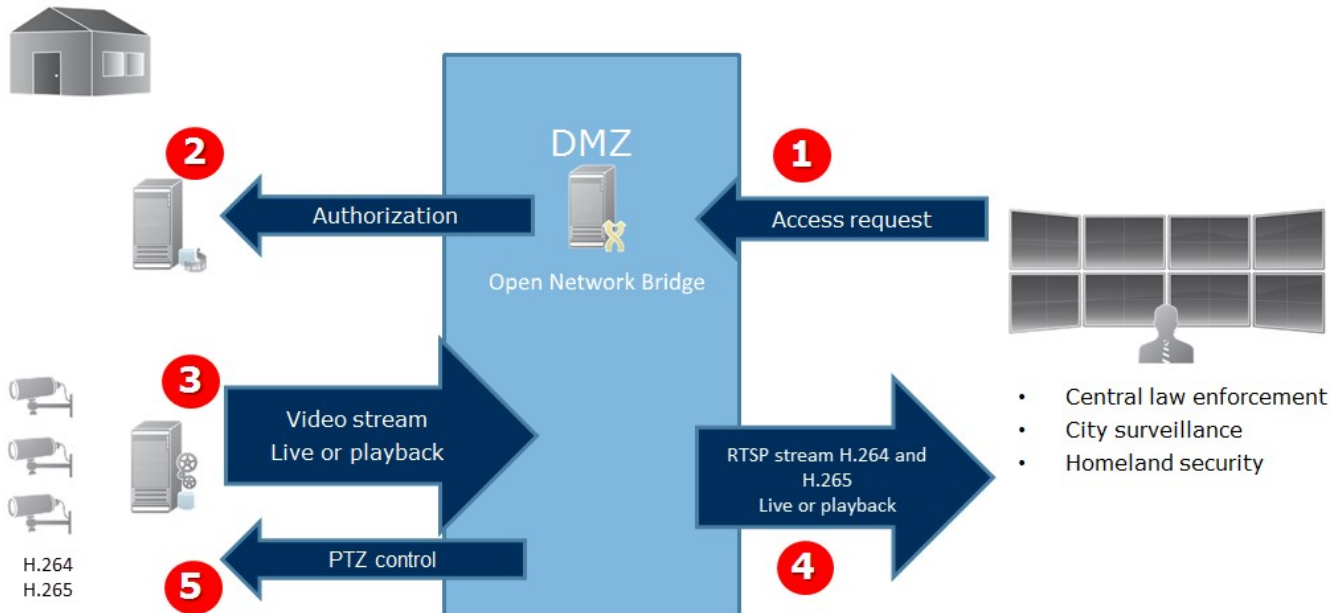 DMZ
1
2
Authorization
Access request
Open Network Bridge
3
Video stream
Live or playback
RTSP stream H.264 and
H.265
Live or playback
• Central law enforcement
• City surveillance
• Homeland security
H.264
H.265
5
PTZ control
4